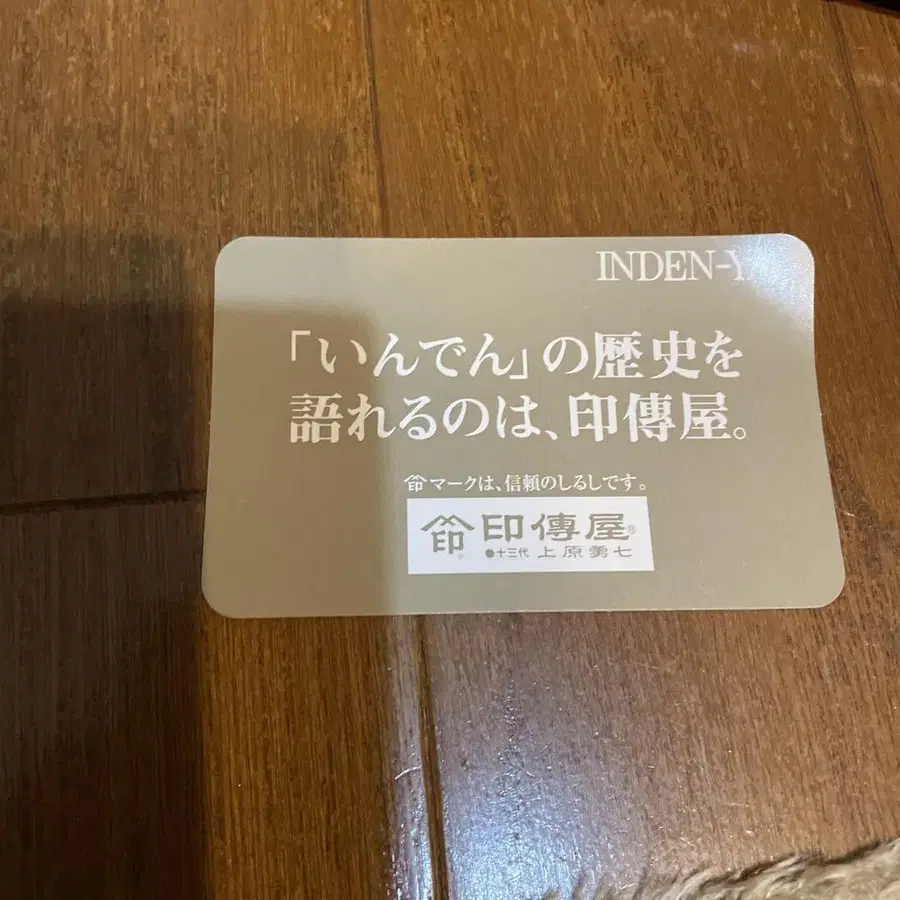 INDEN-YA
「いんでん」の歴史を
語れるのは、印傳屋。
マークは、信頼のしるしです。
印 印傳屋®
●十三代 上原勇七